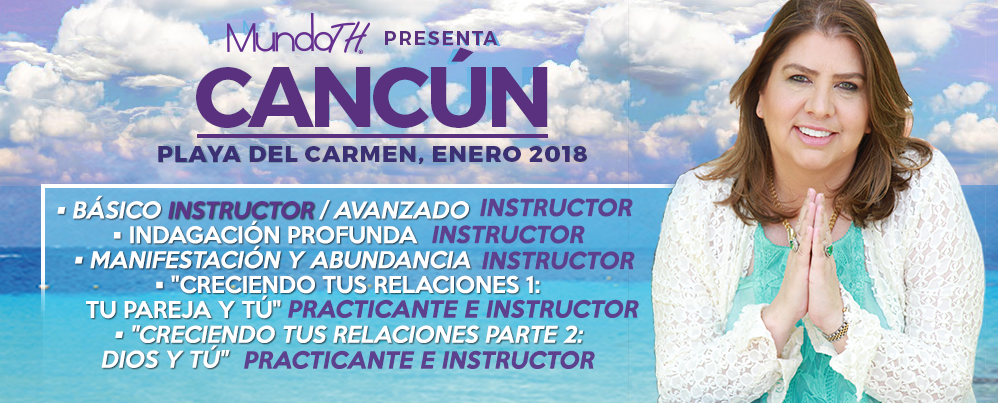 MundoTH® PRESENTA
CANCÚN
PLAYA DEL CARMEN, ENERO 2018
▪ BÁSICO INSTRUCTOR / AVANZADO INSTRUCTOR
▪ INDAGACIÓN PROFUNDA INSTRUCTOR
▪ MANIFESTACIÓN Y ABUNDANCIA INSTRUCTOR
▪ "CRECIENDO TUS RELACIONES 1:
TU PAREJA Y TÚ" PRACTICANTE E INSTRUCTOR
▪ "CRECIENDO TUS RELACIONES PARTE 2:
DIOS Y TÚ" PRACTICANTE E INSTRUCTOR